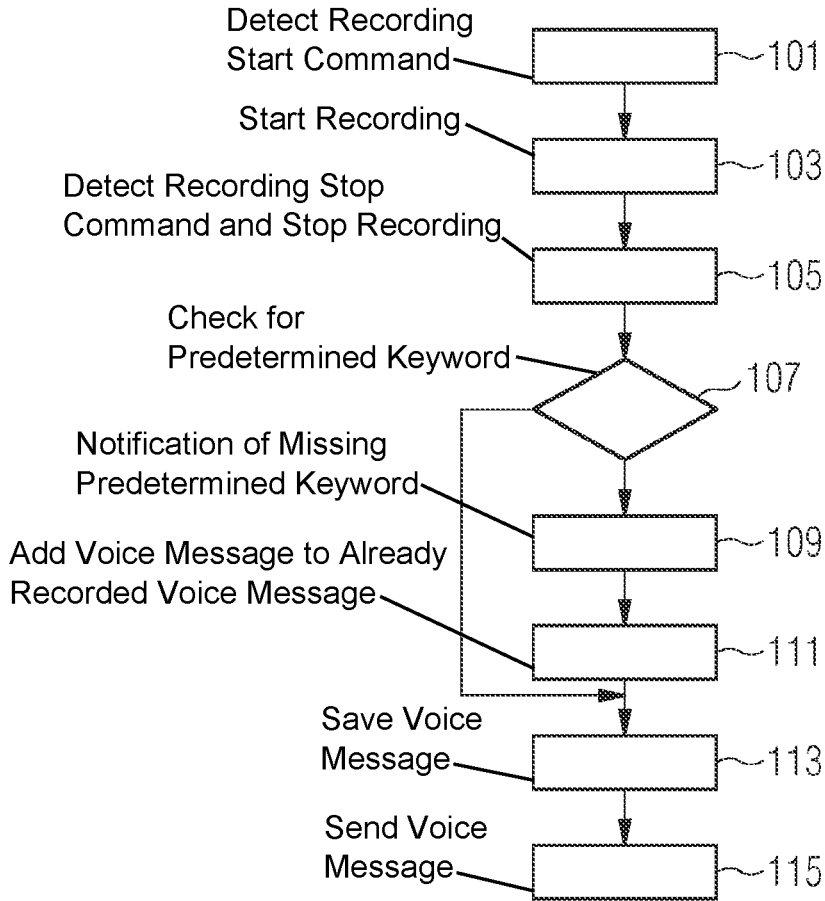 Detect Recording
Start Command
101
Start Recording
103
Detect Recording Stop
Command and Stop Recording
105
Check for
Predetermined Keyword
107
Notification of Missing
Predetermined Keyword
109
Add Voice Message to Already
Recorded Voice Message
111
Save Voice
Message
113
Send Voice
Message
115